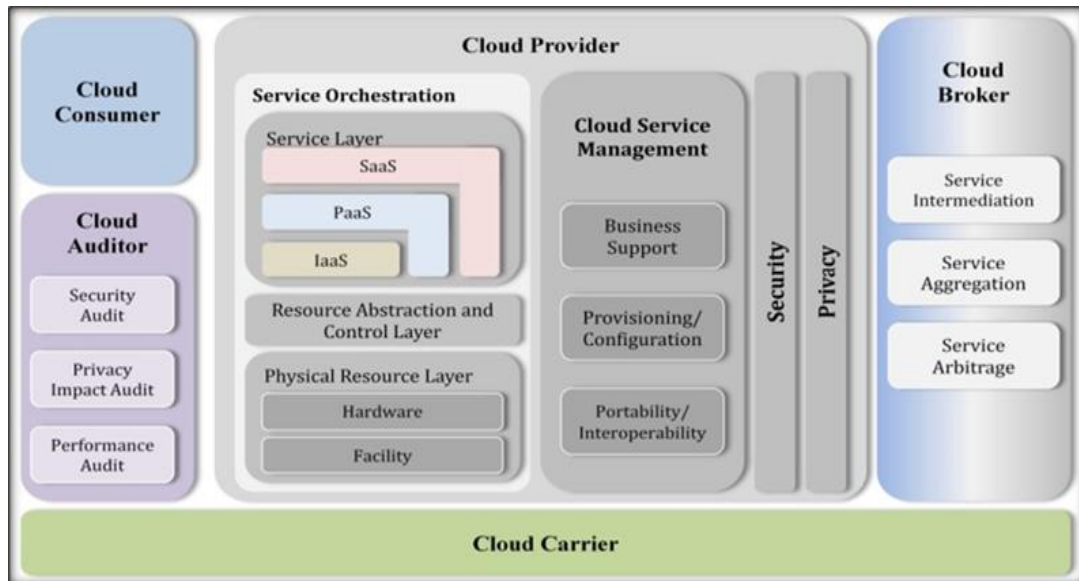 Cloud
Consumer
Cloud
Auditor
Security
Audit
Privacy
Impact Audit
Performance
Audit
Cloud Provider
Service Orchestration
Service Layer
SaaS
PaaS
IaaS
Resource Abstraction and
Control Layer
Physical Resource Layer
Hardware
Facility
Cloud Service
Management
Business
Support
Provisioning/
Configuration
Portability/
Interoperability
Security
Privacy
Cloud
Broker
Service
Intermediation
Service
Aggregation
Service
Arbitrage
Cloud Carrier